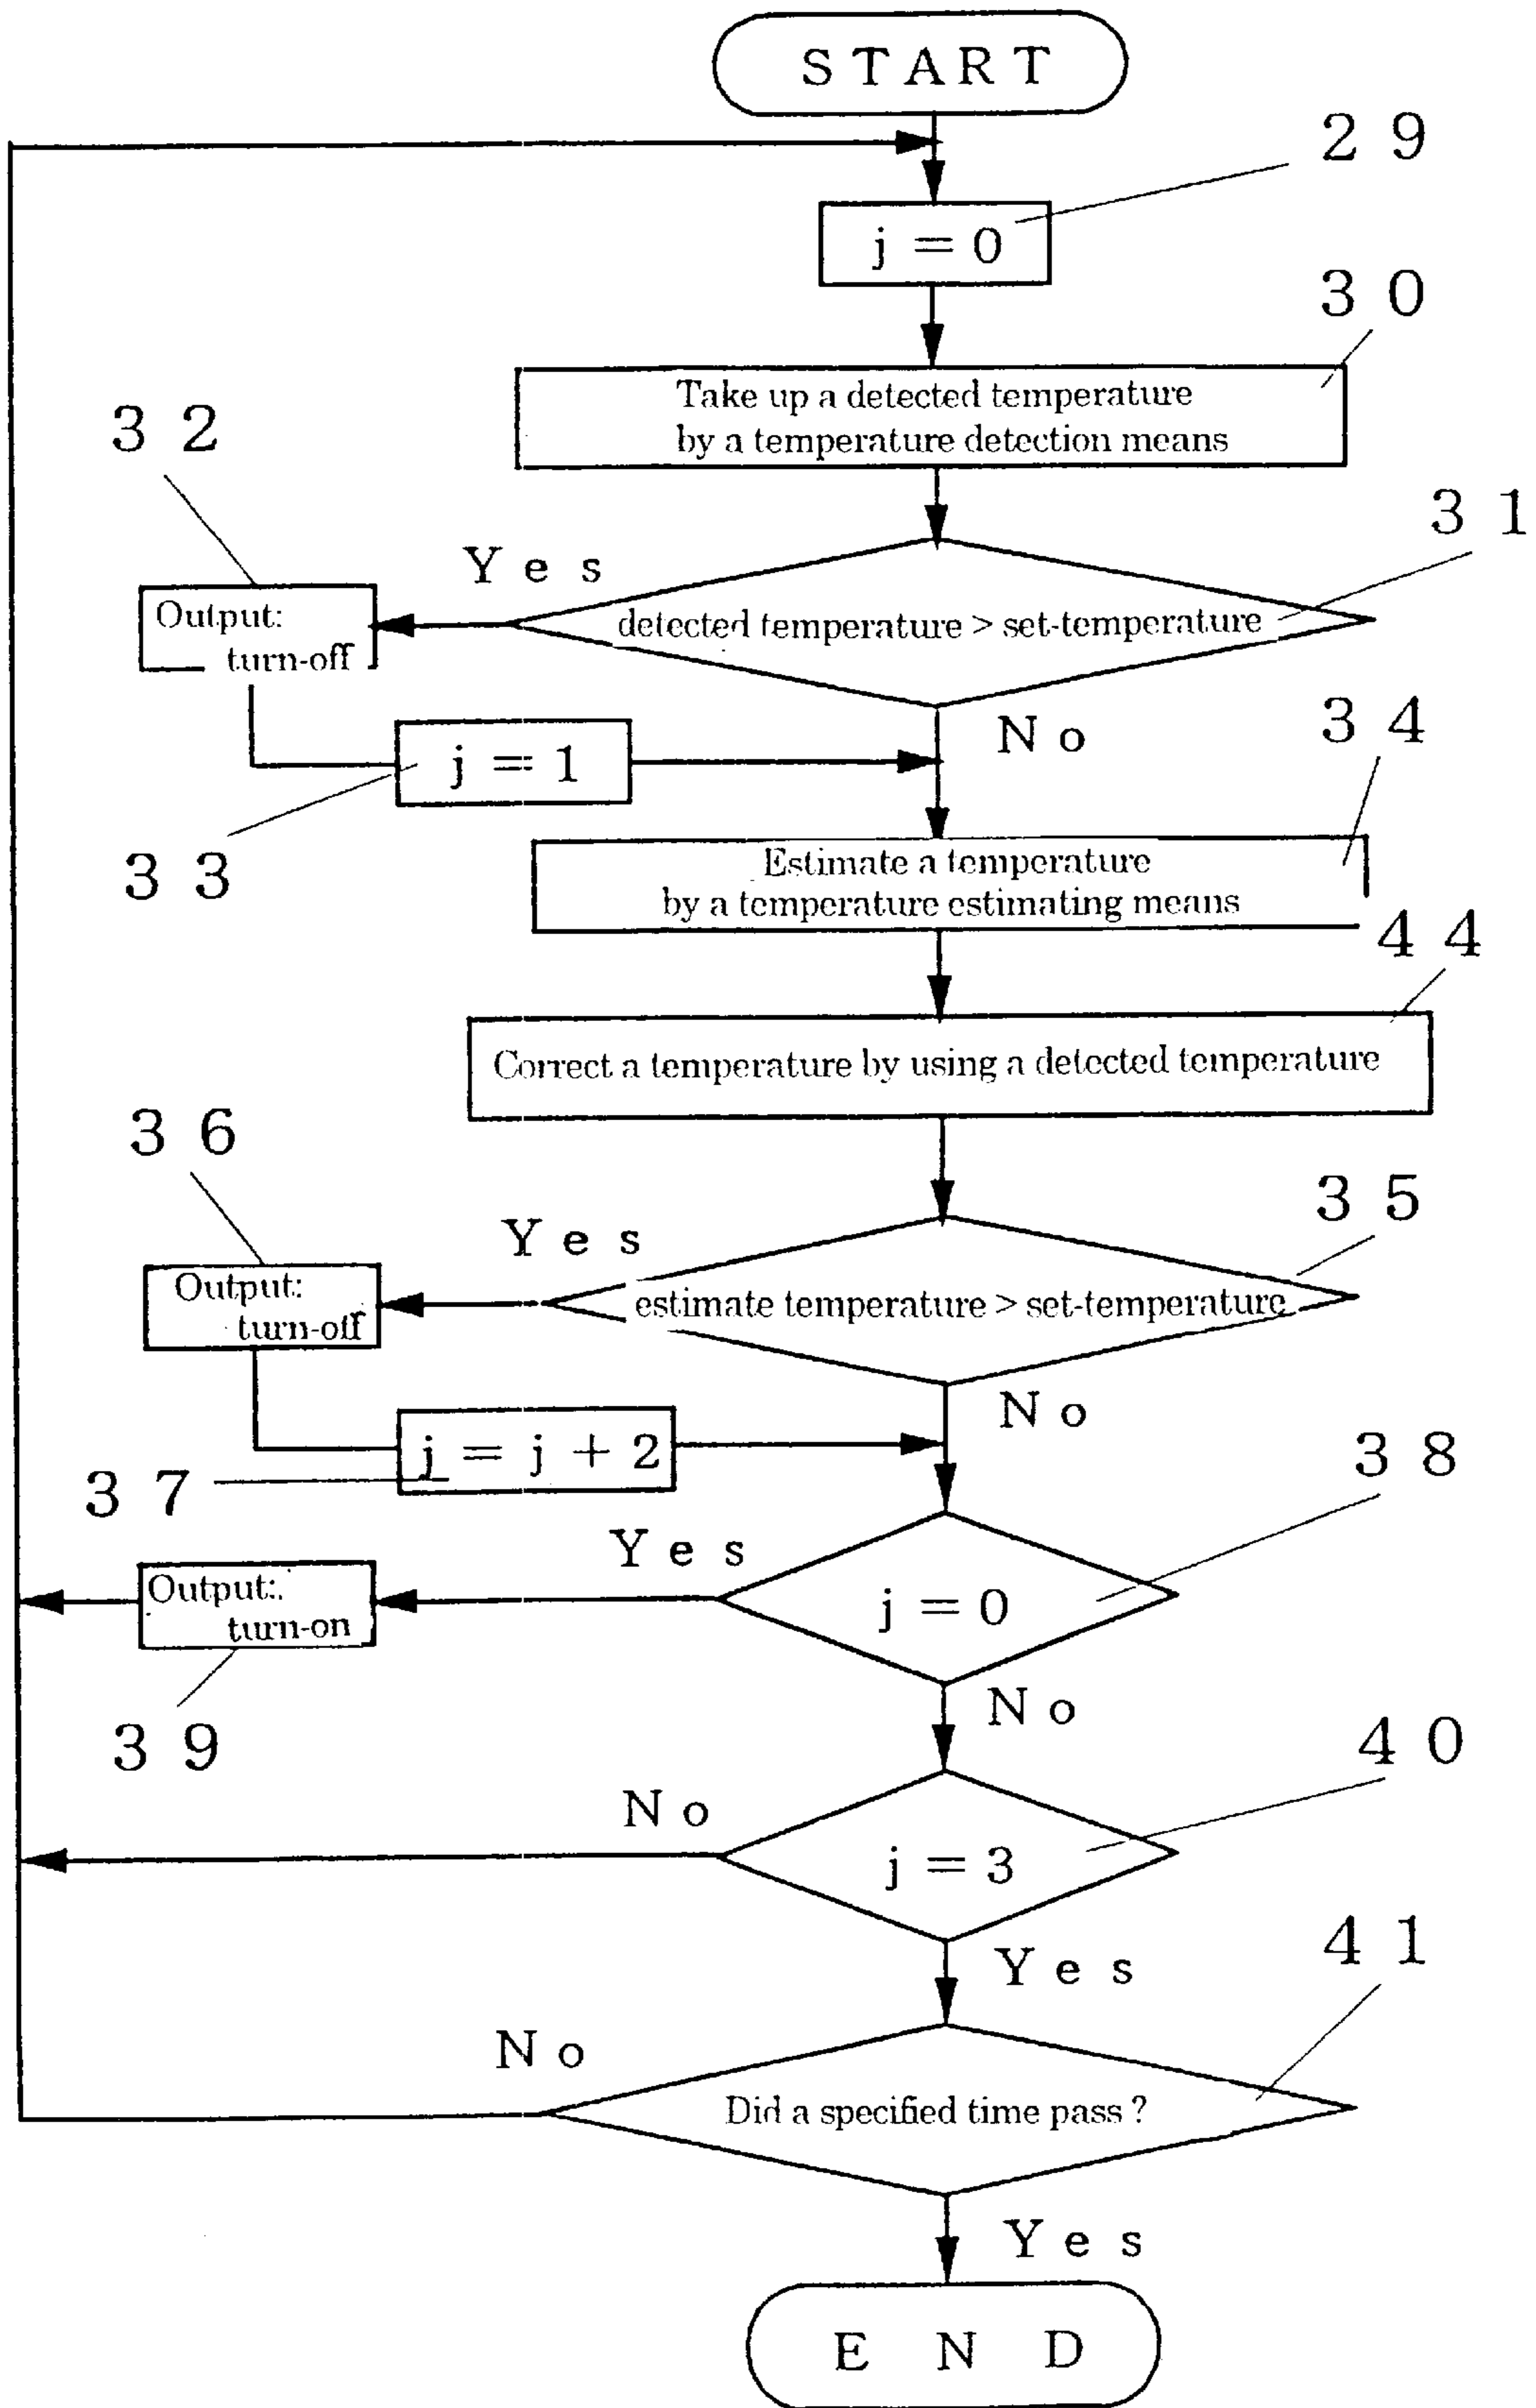 START
29
j = 0
30
Take up a detected temperature
by a temperature detection means
32
31
Yes
Output:
turn-off
detected temperature > set-temperature
No
34
j = 1
33
Estimate a temperature
by a temperature estimating means
44
Correct a temperature by using a detected temperature
36
35
Yes
Output:
turn-off
estimate temperature > set-temperature
No
38
j = j + 2
37
Yes
Output:
turn-on
j = 0
No
39
40
No
j = 3
41
Yes
No
Did a specified time pass ?
Yes
END